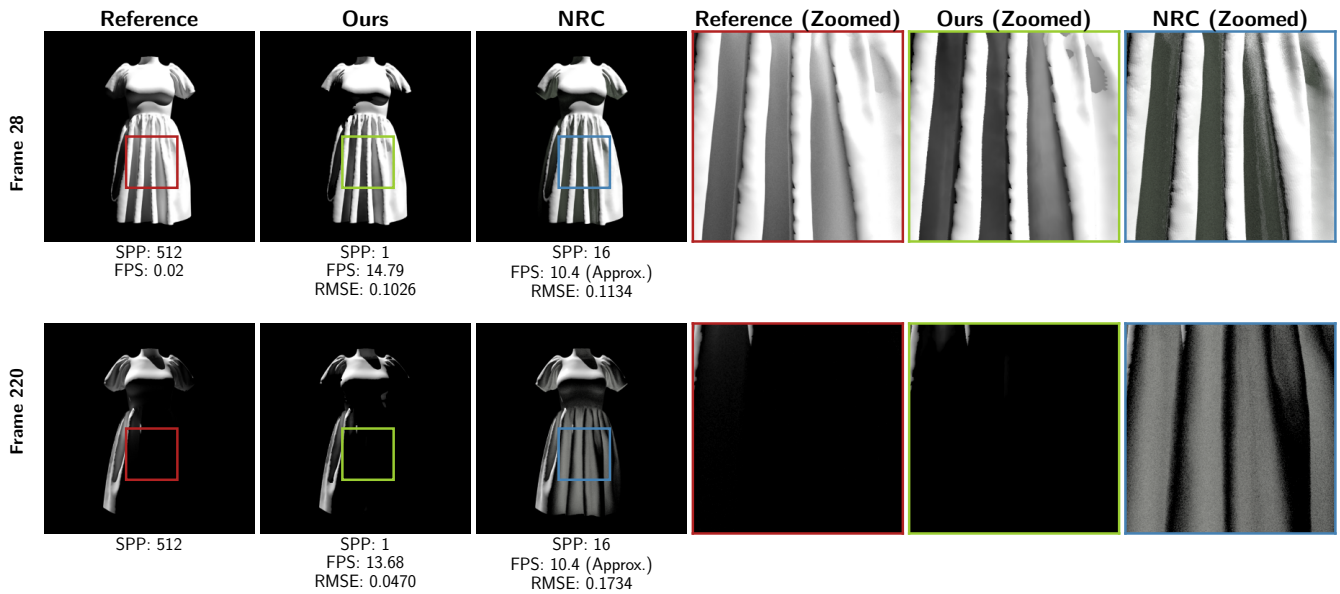 Reference
Ours
NRC
Reference (Zoomed)
Ours (Zoomed)
NRC (Zoomed)
Frame 28
SPP: 512
FPS: 0.02
SPP: 1
FPS: 14.79
RMSE: 0.1026
SPP: 16
FPS: 10.4 (Approx.)
RMSE: 0.1134
Frame 220
SPP: 512
SPP: 1
FPS: 13.68
RMSE: 0.0470
SPP: 16
FPS: 10.4 (Approx.)
RMSE: 0.1734